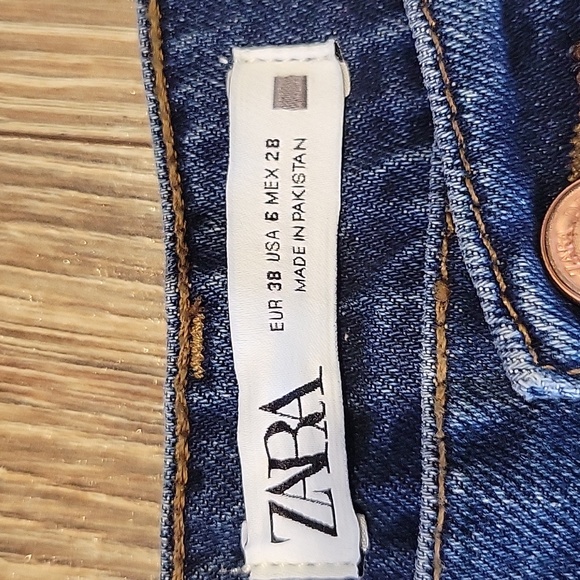 ZARA
EUR 38 USA 6 MEX 28
MADE IN PAKISTAN